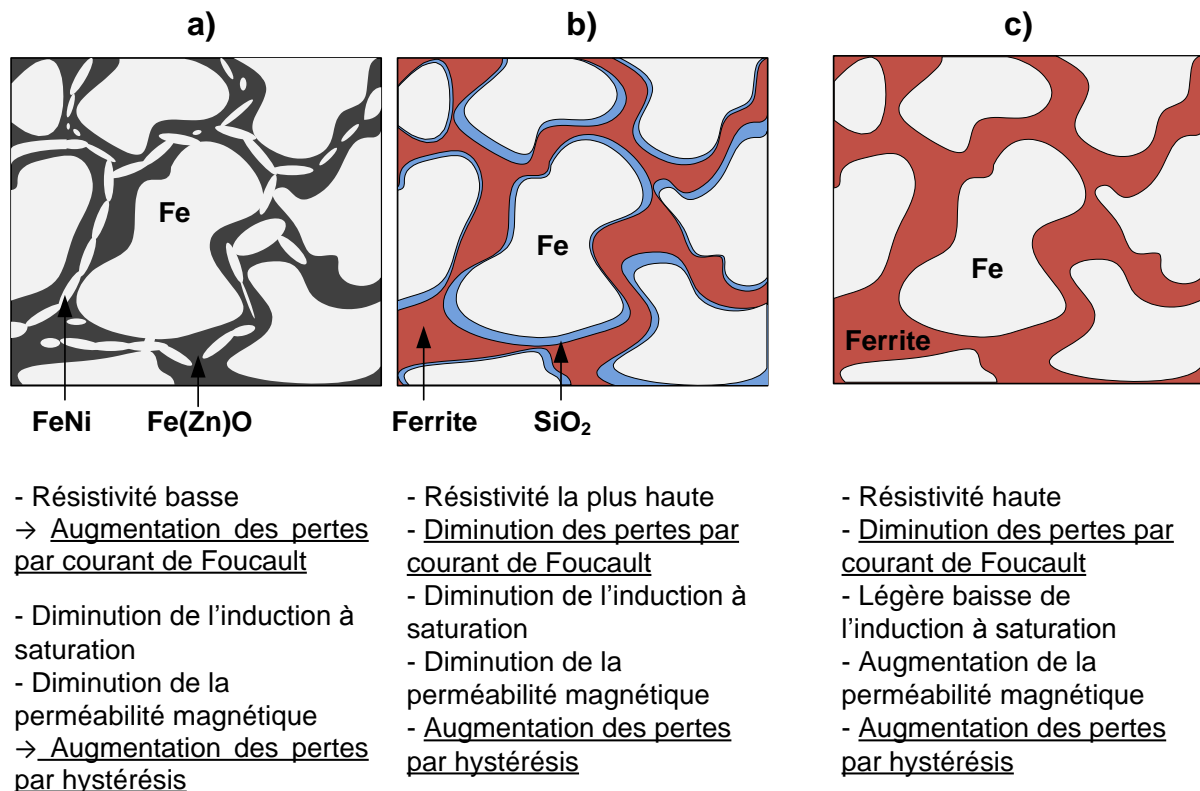 a)
b)
c)
Fe
Fe
Fe
Ferrite
FeNi
Fe(Zn)O
Ferrite
SiO₂
- Résistivité basse
→ Augmentation des pertes
par courant de Foucault
- Diminution de l'induction à
saturation
- Diminution de la
perméabilité magnétique
→ Augmentation des pertes
par hystérésis
- Résistivité la plus haute
- Diminution des pertes par
courant de Foucault
- Diminution de l'induction à
saturation
- Diminution de la
perméabilité magnétique
- Augmentation des pertes
par hystérésis
- Résistivité haute
- Diminution des pertes par
courant de Foucault
- Légère baisse de
l'induction à saturation
- Augmentation de la
perméabilité magnétique
- Augmentation des pertes
par hystérésis